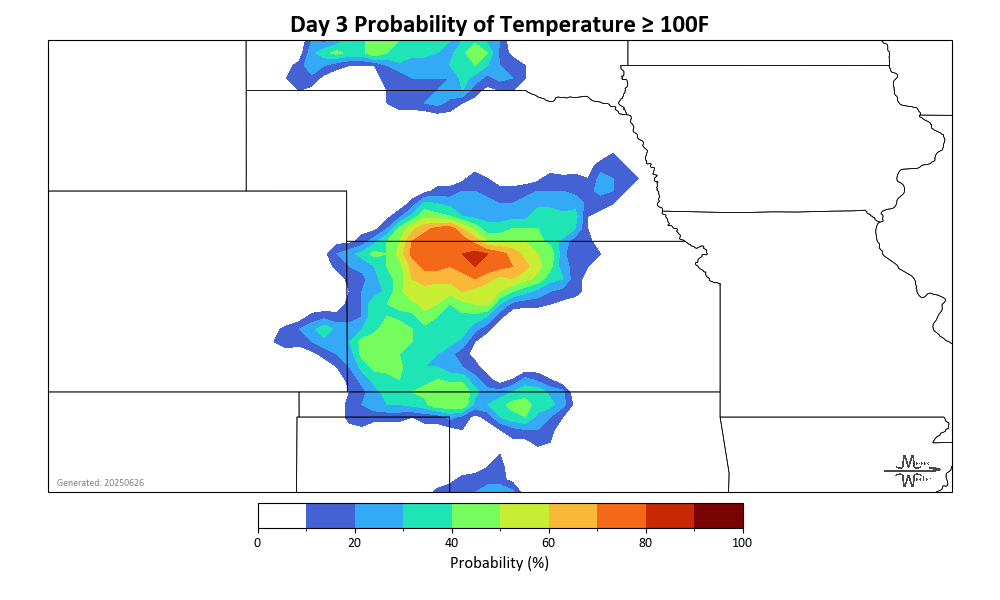 Day 3 Probability of Temperature ≥ 100F
Generated: 20250626
0 20 40 60 80 100
Probability (%)